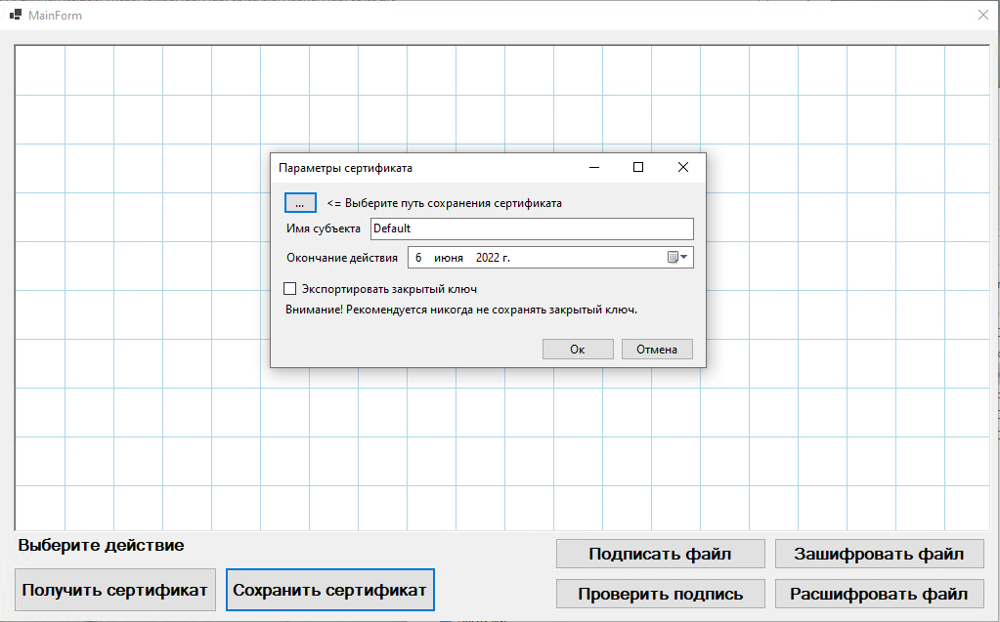 MainForm
Параметры сертификата
... <= Выберите путь сохранения сертификата
Имя субъекта Default
Окончание действия 6 июня 2022 г.
Экспортировать закрытый ключ
Внимание! Рекомендуется никогда не сохранять закрытый ключ.
Ок Отмена
Выберите действие
Получить сертификат Сохранить сертификат
Подписать файл Зашифровать файл
Проверить подпись Расшифровать файл